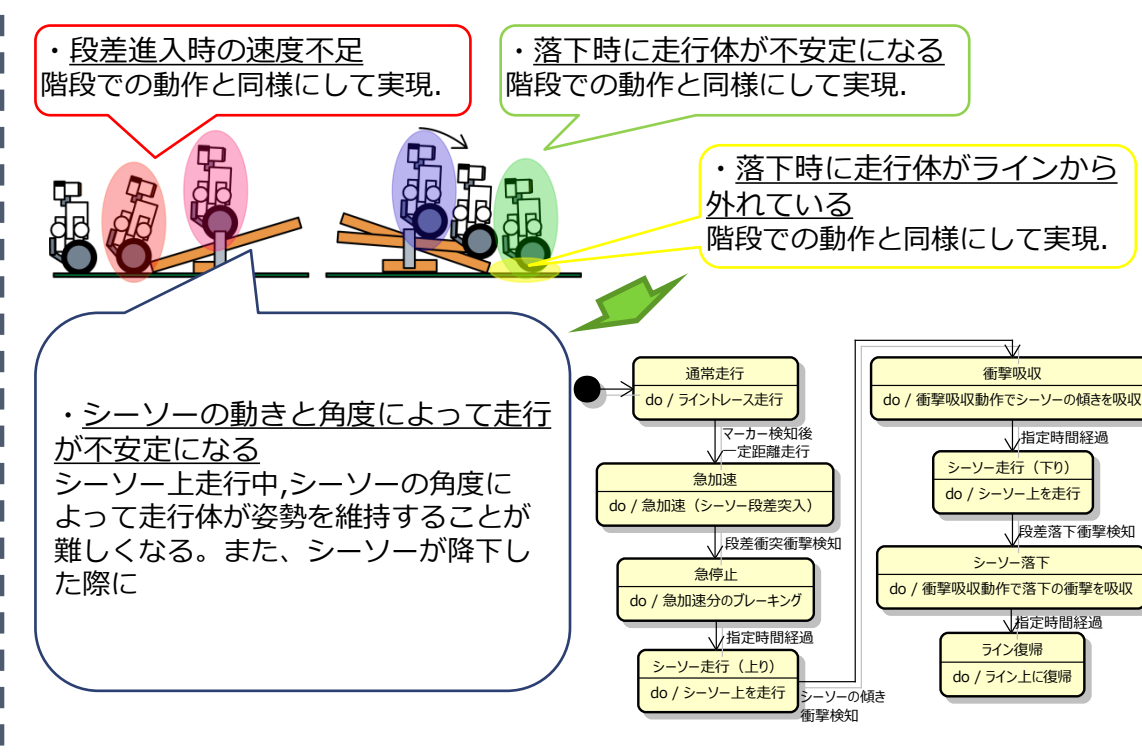 ・段差進入時の速度不足
階段での動作と同様にして実現.
・落下時に走行体が不安定になる
階段での動作と同様にして実現.
・落下時に走行体がラインから
外れている
階段での動作と同様にして実現.
・シーソーの動きと角度によって走行
が不安定になる
シーソー上走行中,シーソーの角度に
よって走行体が姿勢を維持することが
難しくなる。また、シーソーが降下し
た際に
通常走行
do / ライントレース走行
マーカー検知後
一定距離走行
急加速
do / 急加速（シーソー段差突入）
段差衝突衝撃検知
急停止
do / 急加速分のブレーキング
指定時間経過
シーソー走行（上り）
do / シーソー上を走行
シーソーの傾き
衝撃検知
衝撃吸収
do / 衝撃吸収動作でシーソーの傾きを吸収
指定時間経過
シーソー走行（下り）
do / シーソー上を走行
段差落下衝撃検知
シーソー落下
do / 衝撃吸収動作で落下の衝撃を吸収
指定時間経過
ライン復帰
do / ライン上に復帰